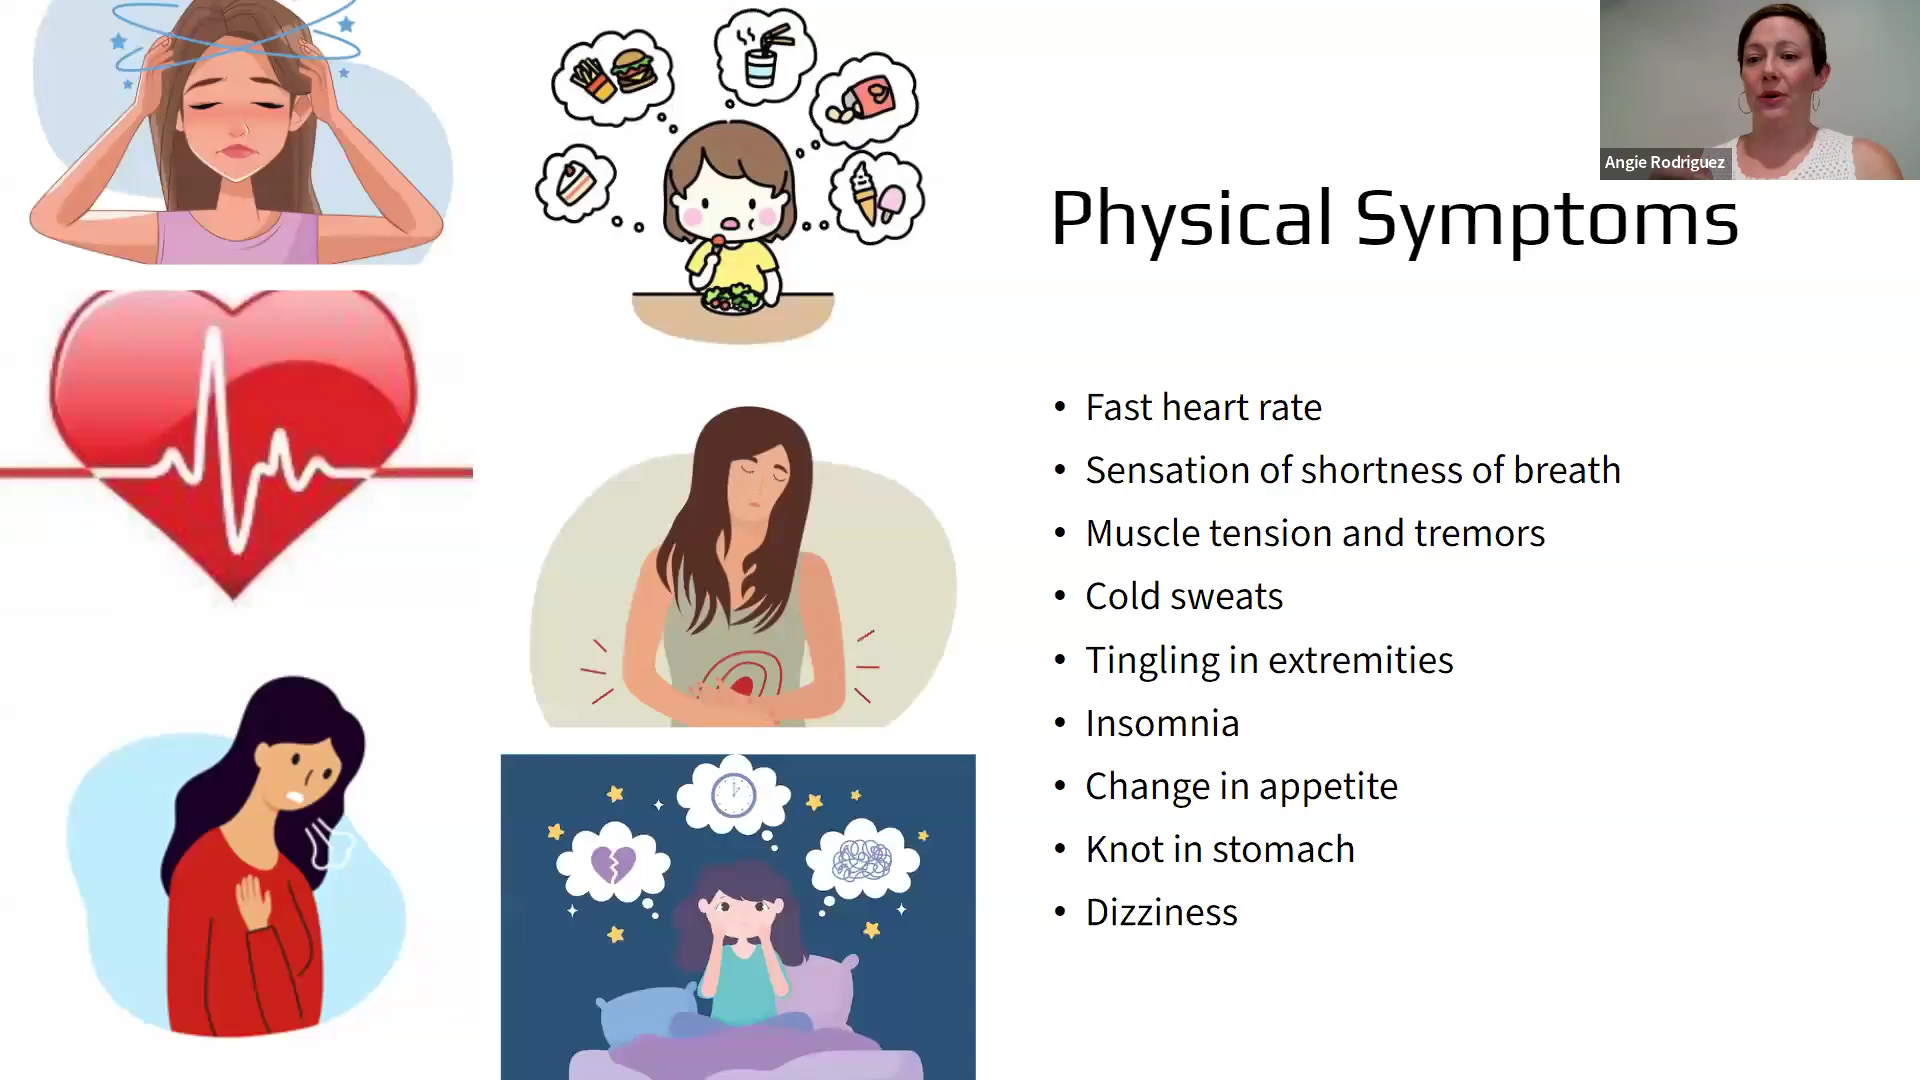 Angie Rodriguez
Physical Symptoms
• Fast heart rate
• Sensation of shortness of breath
• Muscle tension and tremors
• Cold sweats
• Tingling in extremities
• Insomnia
• Change in appetite
• Knot in stomach
• Dizziness